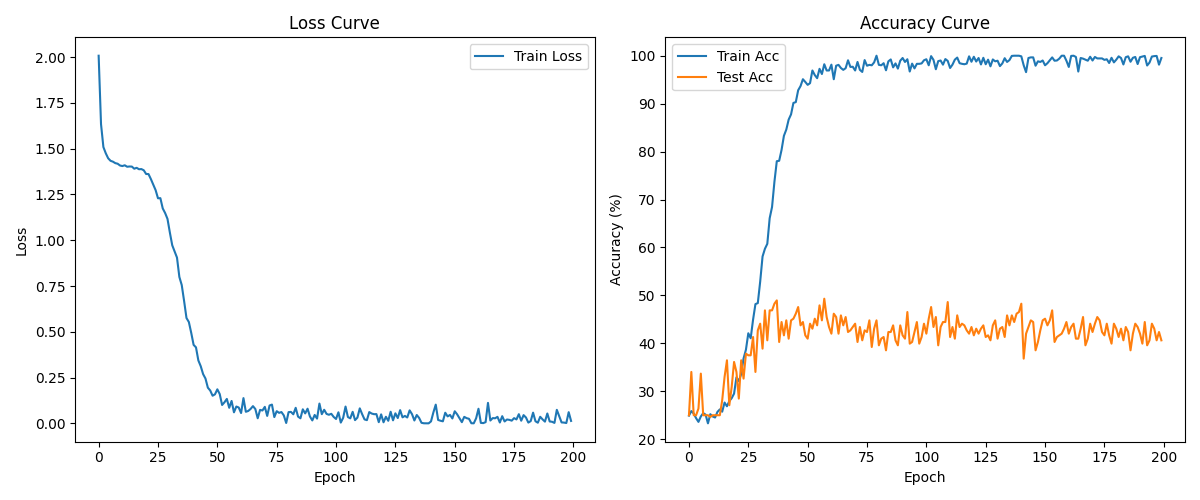 Loss Curve
Train Loss
2.00
1.75
1.50
1.25
1.00
0.75
0.50
0.25
0.00
Loss
0 25 50 75 100 125 150 175 200
Epoch
Accuracy Curve
Train Acc
Test Acc
100
90
80
70
60
50
40
30
20
Accuracy (%)
0 25 50 75 100 125 150 175 200
Epoch